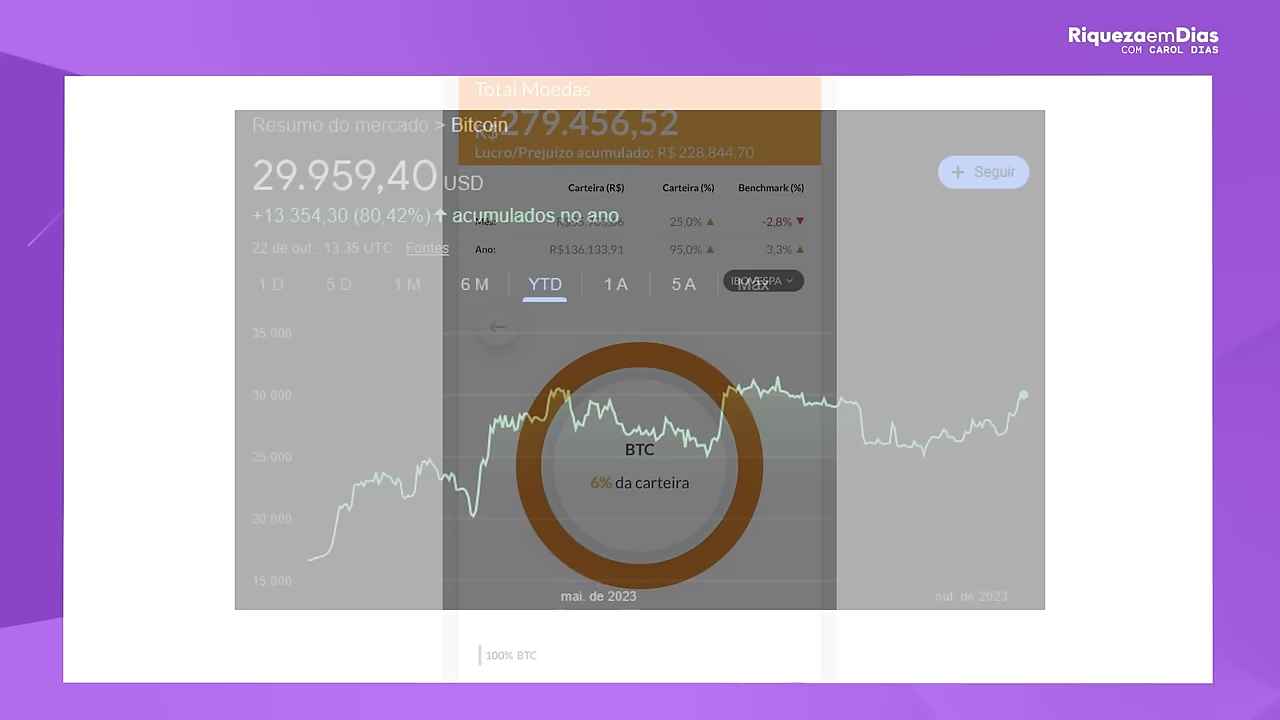 RiquezaemDias
COM CAROL DIAS
Total Moedas
R$279.456,52
Lucro/Prejuízo acumulado: R$ 228.844,70
Resumo do mercado > Bitcoin
29.959,40 USD
+ Seguir
Carteira (R$) Carteira (%) Benchmark (%)
+13.354,30 (80,42%) ↑ acumulados no ano
Mês: 25,0% ▲ -2,8% ▼
22 de out., 13:35 UTC Fontes
Ano: R$136.133,91 95,0% ▲ 3,3% ▲
1 D 5 D 1 M 6 M YTD 1 A 5 A Máx
IBOVESPA
←
35.000
30.000
25.000
20.000
15.000
BTC
6% da carteira
mai. de 2023 out. de 2023
100% BTC